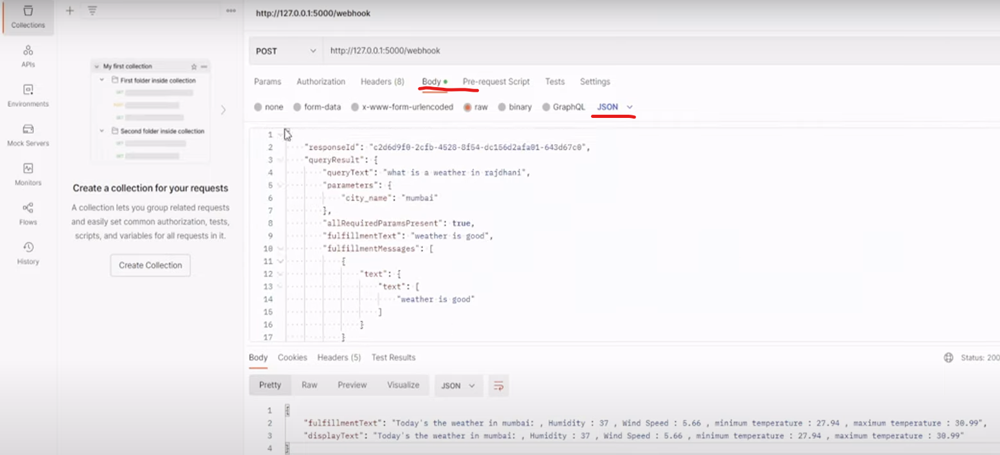 Collections
APIs
Environments
Mock Servers
Monitors
Flows
History
My first collection
First folder inside collection
GET
POST
GET
Second folder inside collection
GET
GET
Create a collection for your requests
A collection lets you group related requests
and easily set common authorization, tests,
scripts, and variables for all requests in it.
Create Collection
http://127.0.0.1:5000/webhook
POST http://127.0.0.1:5000/webhook
Params Authorization Headers (8) Body Pre-request Script Tests Settings
none form-data x-www-form-urlencoded raw binary GraphQL JSON
1
2 "responseId": "c2d6d9f0-2cfb-4528-8f54-dc156d2afa01-643d67c0",
3 "queryResult": {
4 "queryText": "what is a weather in rajdhani",
5 "parameters": {
6 "city_name": "mumbai"
7 },
8 "allRequiredParamsPresent": true,
9 "fulfillmentText": "weather is good",
10 "fulfillmentMessages": [
11 {
12 "text": {
13 "text": [
14 "weather is good"
15 ]
16 }
17 }
Body Cookies Headers (5) Test Results Status: 200
Pretty Raw Preview Visualize JSON
1 {
2 "fulfillmentText": "Today's the weather in mumbai: , Humidity : 37 , Wind Speed : 5.66 , minimum temperature : 27.94 , maximum temperature : 30.99",
3 "displayText": "Today's the weather in mumbai: , Humidity : 37 , Wind Speed : 5.66 , minimum temperature : 27.94 , maximum temperature : 30.99"
4 }